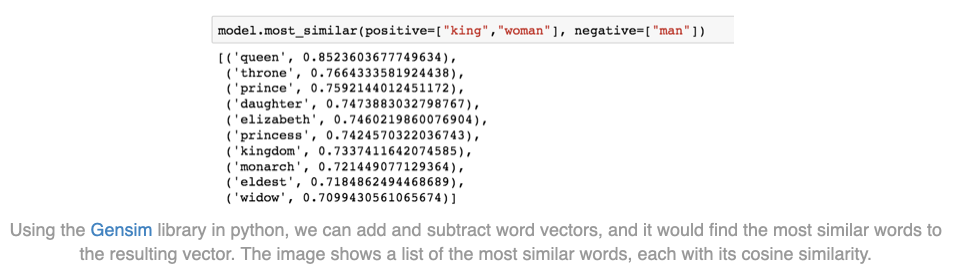 model.most_similar(positive=["king","woman"], negative=["man"])
[('queen', 0.8523603677749634),
('throne', 0.7664333581924438),
('prince', 0.7592144012451172),
('daughter', 0.7473883032798767),
('elizabeth', 0.7460219860076904),
('princess', 0.7424570322036743),
('kingdom', 0.7337411642074585),
('monarch', 0.721449077129364),
('eldest', 0.7184862494468689),
('widow', 0.7099430561065674)]
Using the Gensim library in python, we can add and subtract word vectors, and it would find the most similar words to
the resulting vector. The image shows a list of the most similar words, each with its cosine similarity.